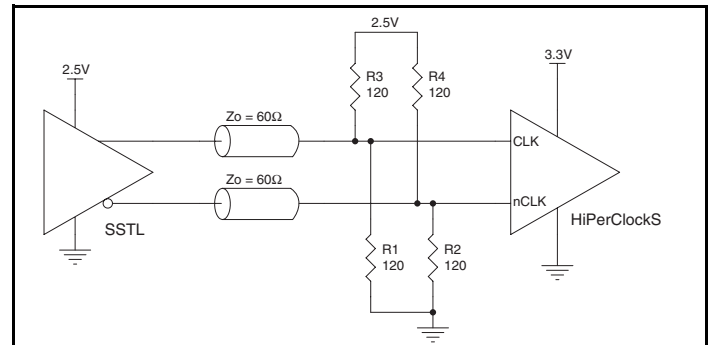 2.5V
2.5V
3.3V
R3
120
R4
120
Zo = 60Ω
CLK
Zo = 60Ω
nCLK
SSTL
HiPerClockS
R1
120
R2
120